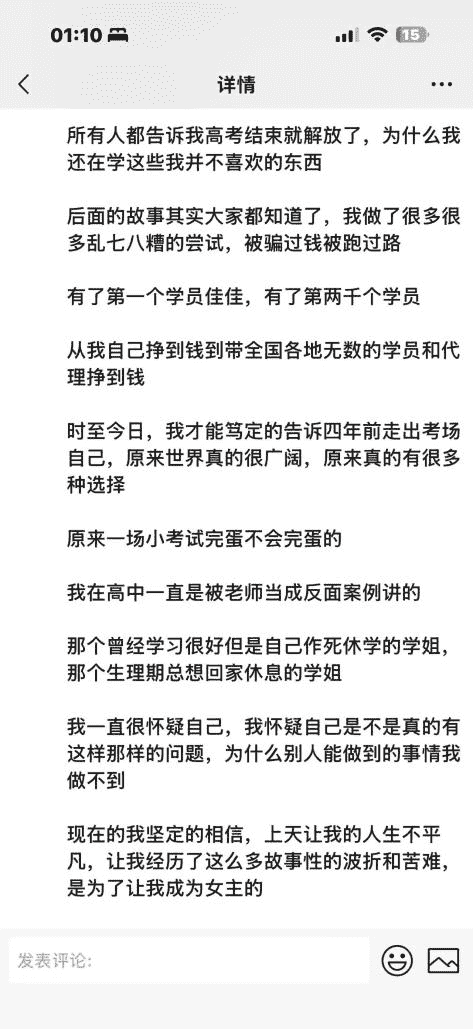 01:10
15
详情
所有人都告诉我高考结束就解放了，为什么我
还在学这些我并不喜欢的东西
后面的故事其实大家都知道了，我做了很多很
多乱七八糟的尝试，被骗过钱被跑过路
有了第一个学员佳佳，有了第两千个学员
从我自己挣到钱到带全国各地无数的学员和代
理挣到钱
时至今日，我才能笃定的告诉四年前走出考场
自己，原来世界真的很广阔，原来真的有很多
种选择
原来一场小考试完蛋不会完蛋的
我在高中一直是被老师当成反面案例讲的
那个曾经学习很好但是自己作死休学的学姐，
那个生理期总想回家休息的学姐
我一直很怀疑自己，我怀疑自己是不是真的有
这样那样的问题，为什么别人能做到的事情我
做不到
现在的我坚定的相信，上天让我的人生不平
凡，让我经历了这么多故事性的波折和苦难，
是为了让我成为女主的
发表评论: